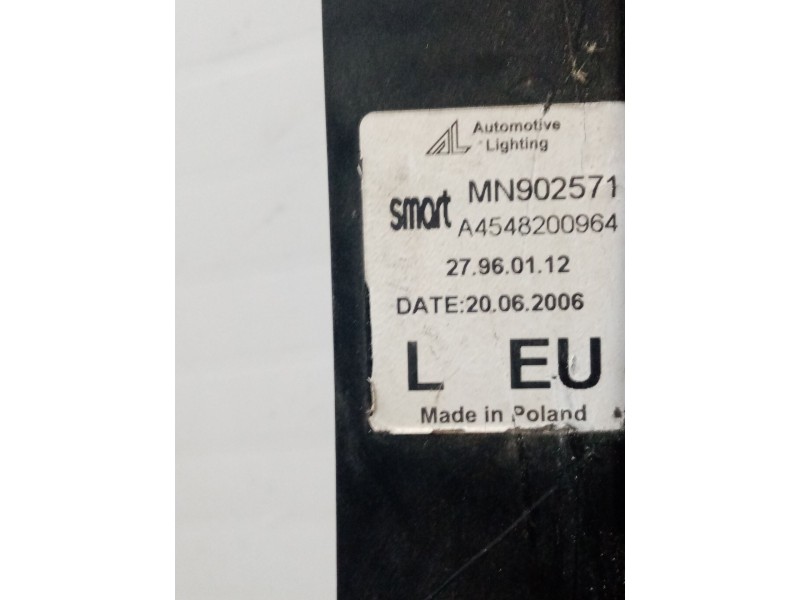 Automotive
Lighting
smart MN902571
A4548200964
27.96.01.12
DATE:20.06.2006
L EU
Made in Poland